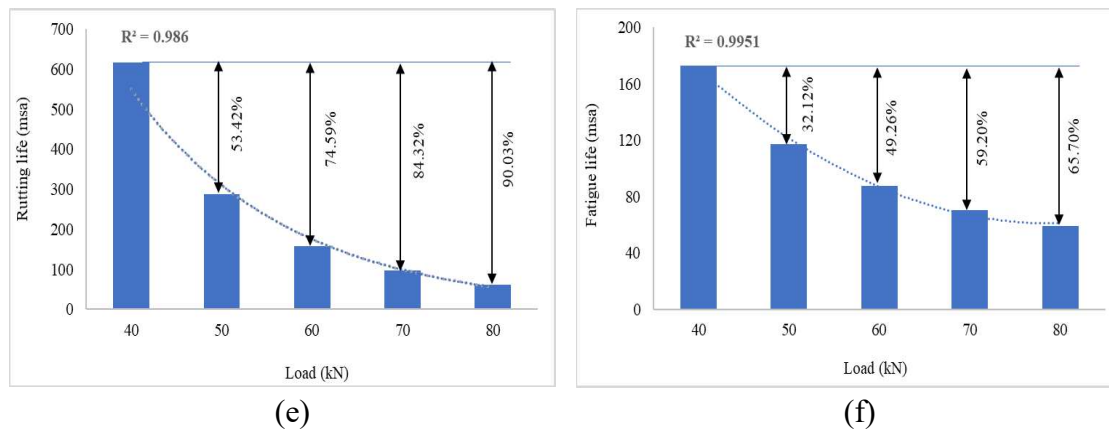 700
600
500
400
300
200
100
0
Rutting life (msa)
R² = 0.986
53.42%
74.59%
84.32%
90.03%
40 50 60 70 80
Load (kN)
(e)
200
160
120
80
40
0
Fatigue life (msa)
R² = 0.9951
32.12%
49.26%
59.20%
65.70%
40 50 60 70 80
Load (kN)
(f)